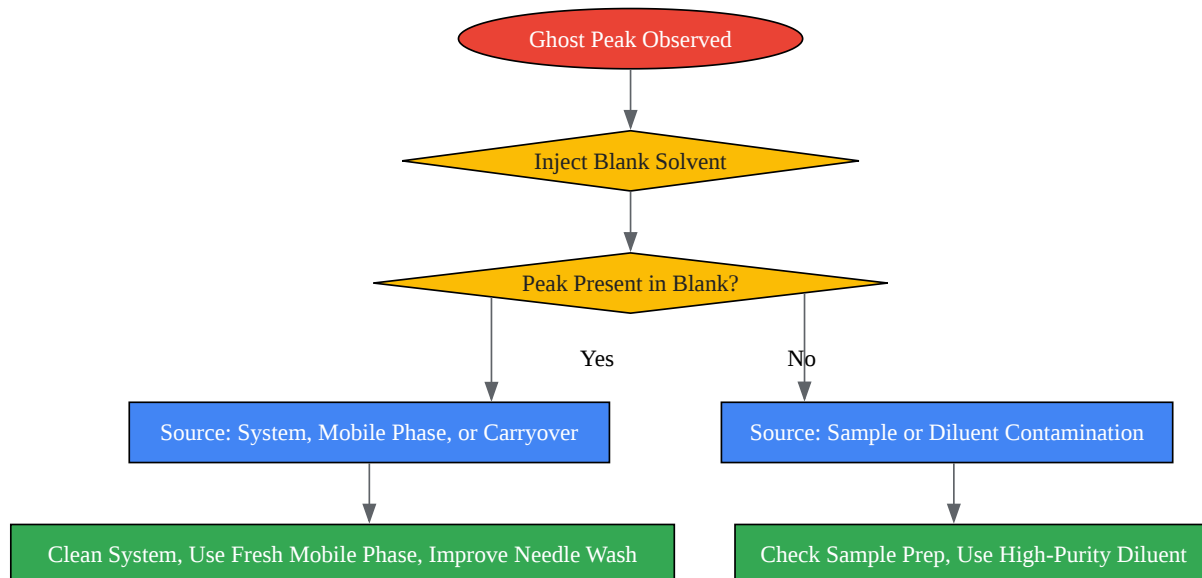 Ghost Peak Observed
Inject Blank Solvent
Peak Present in Blank?
Yes
No
Source: System, Mobile Phase, or Carryover
Source: Sample or Diluent Contamination
Clean System, Use Fresh Mobile Phase, Improve Needle Wash
Check Sample Prep, Use High-Purity Diluent